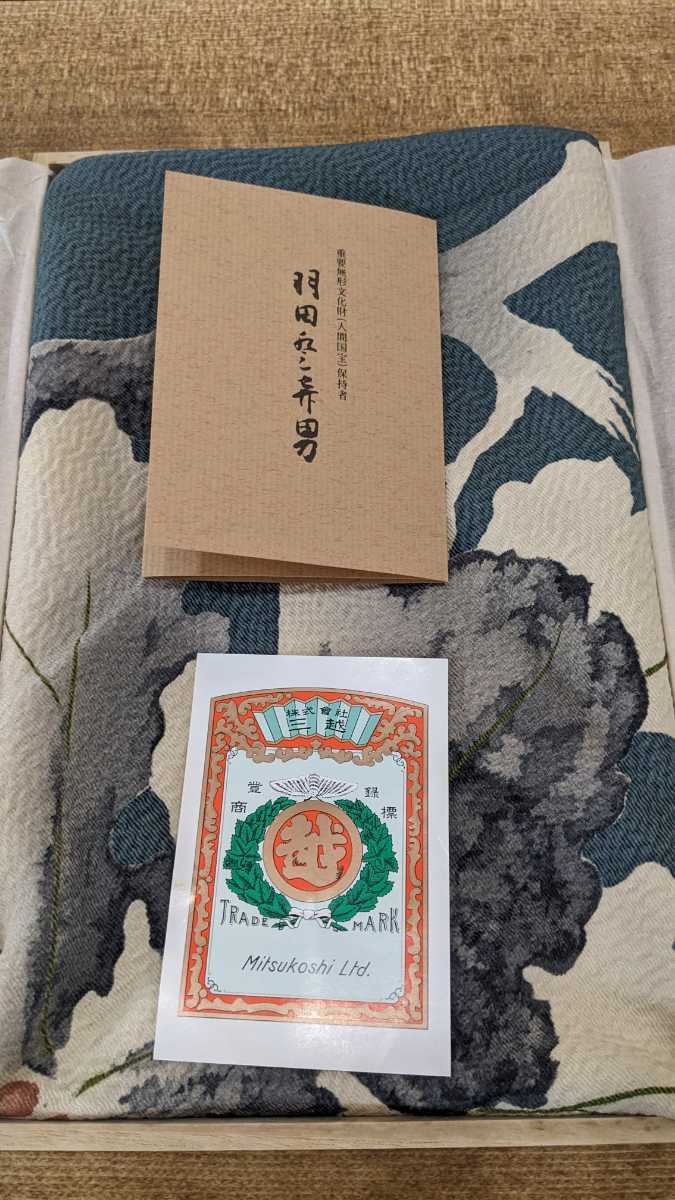 重要無形文化財（人間国宝）保持者
羽田登喜男
株式會社
三越
登録
商標
越
TRADE MARK
Mitsukoshi Ltd.